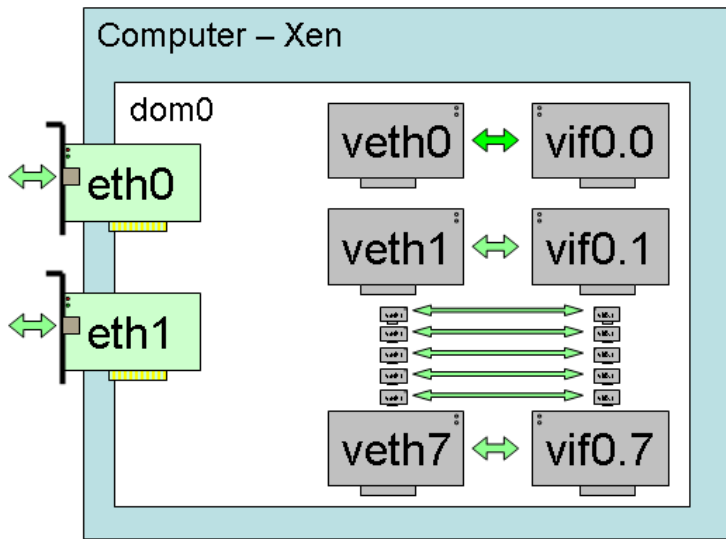 Computer – Xen
dom0
veth0
vif0.0
eth0
veth1
vif0.1
eth1
veth7
vif0.7